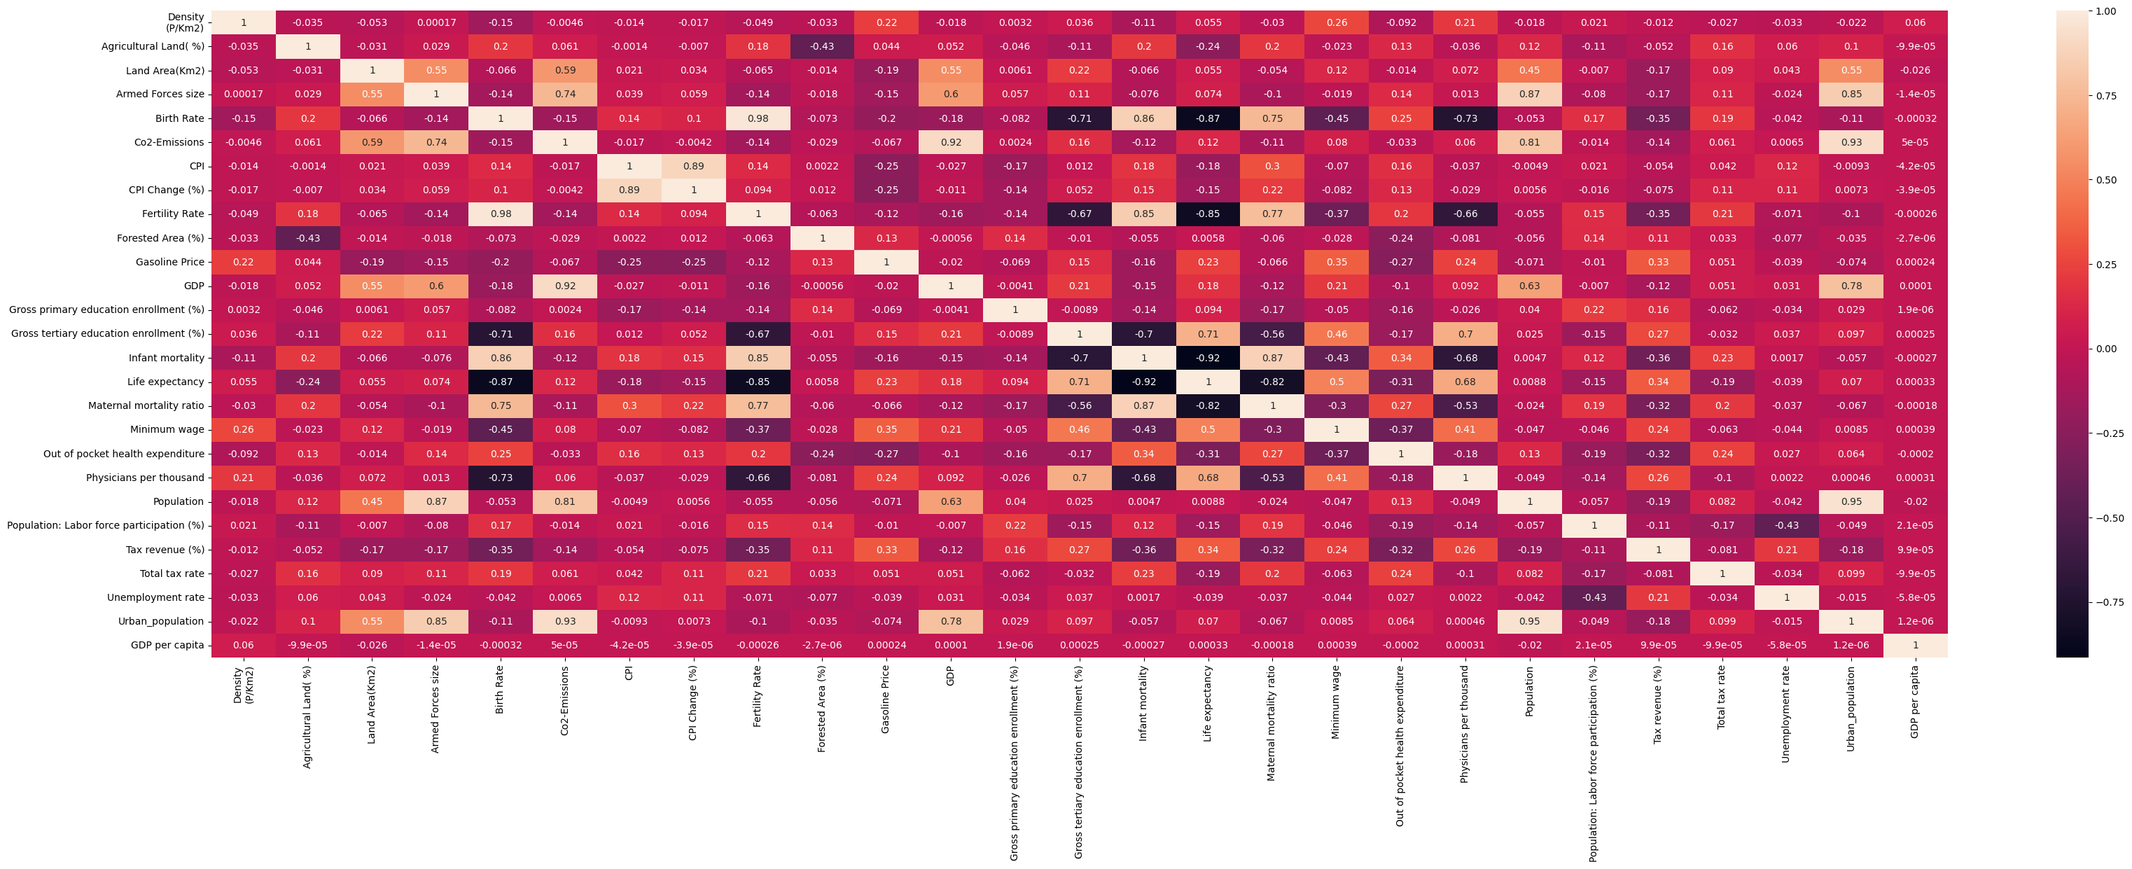 Density
(P/Km2)
1 -0.035 -0.053 0.00017 -0.15 -0.0046 -0.014 -0.017 -0.049 -0.033 0.22 -0.018 0.0032 0.036 -0.11 0.055 -0.03 0.26 -0.092 0.21 -0.018 0.021 -0.012 -0.027 -0.033 -0.022 0.06
Agricultural Land( %) -0.035 1 -0.031 0.029 0.2 0.061 -0.0014 -0.007 0.18 -0.43 0.044 0.052 -0.046 -0.11 0.2 -0.24 0.2 -0.023 0.13 -0.036 0.12 -0.11 -0.052 0.16 0.06 0.1 -9.9e-05
Land Area(Km2) -0.053 -0.031 1 0.55 -0.066 0.59 0.021 0.034 -0.065 -0.014 -0.19 0.55 0.0061 0.22 -0.066 0.055 -0.054 0.12 -0.014 0.072 0.45 -0.007 -0.17 0.09 0.043 0.55 -0.026
Armed Forces size 0.00017 0.029 0.55 1 -0.14 0.74 0.039 0.059 -0.14 -0.018 -0.15 0.6 0.057 0.11 -0.076 0.074 -0.1 -0.019 0.14 0.013 0.87 -0.08 -0.17 0.11 -0.024 0.85 -1.4e-05
Birth Rate -0.15 0.2 -0.066 -0.14 1 -0.15 0.14 0.1 0.98 -0.073 -0.2 -0.18 -0.082 -0.71 0.86 -0.87 0.75 -0.45 0.25 -0.73 -0.053 0.17 -0.35 0.19 -0.042 -0.11 -0.00032
Co2-Emissions -0.0046 0.061 0.59 0.74 -0.15 1 -0.017 -0.0042 -0.14 -0.029 -0.067 0.92 0.0024 0.16 -0.12 0.12 -0.11 0.08 -0.033 0.06 0.81 -0.014 -0.14 0.061 0.0065 0.93 5e-05
CPI -0.014 -0.0014 0.021 0.039 0.14 -0.017 1 0.89 0.14 0.0022 -0.25 -0.027 -0.17 0.012 0.18 -0.18 0.3 -0.07 0.16 -0.037 -0.0049 0.021 -0.054 0.042 0.12 -0.0093 -4.2e-05
CPI Change (%) -0.017 -0.007 0.034 0.059 0.1 -0.0042 0.89 1 0.094 0.012 -0.25 -0.011 -0.14 0.052 0.15 -0.15 0.22 -0.082 0.13 -0.029 0.0056 -0.016 -0.075 0.11 0.11 0.0073 -3.9e-05
Fertility Rate -0.049 0.18 -0.065 -0.14 0.98 -0.14 0.14 0.094 1 -0.063 -0.12 -0.16 -0.14 -0.67 0.85 -0.85 0.77 -0.37 0.2 -0.66 -0.055 0.15 -0.35 0.21 -0.071 -0.1 -0.00026
Forested Area (%) -0.033 -0.43 -0.014 -0.018 -0.073 -0.029 0.0022 0.012 -0.063 1 0.13 -0.00056 0.14 -0.01 -0.055 0.0058 -0.06 -0.028 -0.24 -0.081 -0.056 0.14 0.11 0.033 -0.077 -0.035 -2.7e-06
Gasoline Price 0.22 0.044 -0.19 -0.15 -0.2 -0.067 -0.25 -0.25 -0.12 0.13 1 -0.02 -0.069 0.15 -0.16 0.23 -0.066 0.35 -0.27 0.24 -0.071 -0.01 0.33 0.051 -0.039 -0.074 0.00024
GDP -0.018 0.052 0.55 0.6 -0.18 0.92 -0.027 -0.011 -0.16 -0.00056 -0.02 1 -0.0041 0.21 -0.15 0.18 -0.12 0.21 -0.1 0.092 0.63 -0.007 -0.12 0.051 0.031 0.78 0.0001
Gross primary education enrollment (%) 0.0032 -0.046 0.0061 0.057 -0.082 0.0024 -0.17 -0.14 -0.14 0.14 -0.069 -0.0041 1 -0.0089 -0.14 0.094 -0.17 -0.05 -0.16 -0.026 0.04 0.22 0.16 -0.062 -0.034 0.029 1.9e-06
Gross tertiary education enrollment (%) 0.036 -0.11 0.22 0.11 -0.71 0.16 0.012 0.052 -0.67 -0.01 0.15 0.21 -0.0089 1 -0.7 0.71 -0.56 0.46 -0.17 0.7 0.025 -0.15 0.27 -0.032 0.037 0.097 0.00025
Infant mortality -0.11 0.2 -0.066 -0.076 0.86 -0.12 0.18 0.15 0.85 -0.055 -0.16 -0.15 -0.14 -0.7 1 -0.92 0.87 -0.43 0.34 -0.68 0.0047 0.12 -0.36 0.23 0.0017 -0.057 -0.00027
Life expectancy 0.055 -0.24 0.055 0.074 -0.87 0.12 -0.18 -0.15 -0.85 0.0058 0.23 0.18 0.094 0.71 -0.92 1 -0.82 0.5 -0.31 0.68 0.0088 -0.15 0.34 -0.19 -0.039 0.07 0.00033
Maternal mortality ratio -0.03 0.2 -0.054 -0.1 0.75 -0.11 0.3 0.22 0.77 -0.06 -0.066 -0.12 -0.17 -0.56 0.87 -0.82 1 -0.3 0.27 -0.53 -0.024 0.19 -0.32 0.2 -0.037 -0.067 -0.00018
Minimum wage 0.26 -0.023 0.12 -0.019 -0.45 0.08 -0.07 -0.082 -0.37 -0.028 0.35 0.21 -0.05 0.46 -0.43 0.5 -0.3 1 -0.37 0.41 -0.047 -0.046 0.24 -0.063 -0.044 0.0085 0.00039
Out of pocket health expenditure -0.092 0.13 -0.014 0.14 0.25 -0.033 0.16 0.13 0.2 -0.24 -0.27 -0.1 -0.16 -0.17 0.34 -0.31 0.27 -0.37 1 -0.18 0.13 -0.19 -0.32 0.24 0.027 0.064 -0.0002
Physicians per thousand 0.21 -0.036 0.072 0.013 -0.73 0.06 -0.037 -0.029 -0.66 -0.081 0.24 0.092 -0.026 0.7 -0.68 0.68 -0.53 0.41 -0.18 1 -0.049 -0.14 0.26 -0.1 0.0022 0.00046 0.00031
Population -0.018 0.12 0.45 0.87 -0.053 0.81 -0.0049 0.0056 -0.055 -0.056 -0.071 0.63 0.04 0.025 0.0047 0.0088 -0.024 -0.047 0.13 -0.049 1 -0.057 -0.19 0.082 -0.042 0.95 -0.02
Population: Labor force participation (%) 0.021 -0.11 -0.007 -0.08 0.17 -0.014 0.021 -0.016 0.15 0.14 -0.01 -0.007 0.22 -0.15 0.12 -0.15 0.19 -0.046 -0.19 -0.14 -0.057 1 -0.11 -0.17 -0.43 -0.049 2.1e-05
Tax revenue (%) -0.012 -0.052 -0.17 -0.17 -0.35 -0.14 -0.054 -0.075 -0.35 0.11 0.33 -0.12 0.16 0.27 -0.36 0.34 -0.32 0.24 -0.32 0.26 -0.19 -0.11 1 -0.081 0.21 -0.18 9.9e-05
Total tax rate -0.027 0.16 0.09 0.11 0.19 0.061 0.042 0.11 0.21 0.033 0.051 0.051 -0.062 -0.032 0.23 -0.19 0.2 -0.063 0.24 -0.1 0.082 -0.17 -0.081 1 -0.034 0.099 -9.9e-05
Unemployment rate -0.033 0.06 0.043 -0.024 -0.042 0.0065 0.12 0.11 -0.071 -0.077 -0.039 0.031 -0.034 0.037 0.0017 -0.039 -0.037 -0.044 0.027 0.0022 -0.042 -0.43 0.21 -0.034 1 -0.015 -5.8e-05
Urban_population -0.022 0.1 0.55 0.85 -0.11 0.93 -0.0093 0.0073 -0.1 -0.035 -0.074 0.78 0.029 0.097 -0.057 0.07 -0.067 0.0085 0.064 0.00046 0.95 -0.049 -0.18 0.099 -0.015 1 1.2e-06
GDP per capita 0.06 -9.9e-05 -0.026 -1.4e-05 -0.00032 5e-05 -4.2e-05 -3.9e-05 -0.00026 -2.7e-06 0.00024 0.0001 1.9e-06 0.00025 -0.00027 0.00033 -0.00018 0.00039 -0.0002 0.00031 -0.02 2.1e-05 9.9e-05 -9.9e-05 -5.8e-05 1.2e-06 1
Density
(P/Km2)
Agricultural Land( %)
Land Area(Km2)
Armed Forces size
Birth Rate
Co2-Emissions
CPI
CPI Change (%)
Fertility Rate
Forested Area (%)
Gasoline Price
GDP
Gross primary education enrollment (%)
Gross tertiary education enrollment (%)
Infant mortality
Life expectancy
Maternal mortality ratio
Minimum wage
Out of pocket health expenditure
Physicians per thousand
Population
Population: Labor force participation (%)
Tax revenue (%)
Total tax rate
Unemployment rate
Urban_population
GDP per capita
1.00
0.75
0.50
0.25
0.00
−0.25
−0.50
−0.75